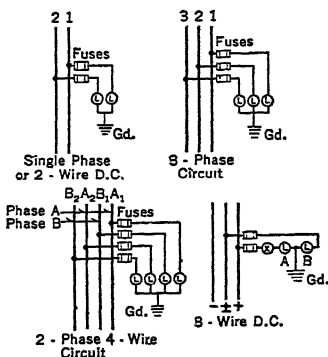 2 1
Fuses
L L
Gd.
Single Phase
or 2 - Wire D.C.
3 2 1
Fuses
L L L
Gd.
3 - Phase
Circuit
B2 A2 B1 A1
Phase A
Phase B
Fuses
L L L L
Gd.
2 - Phase 4 - Wire
Circuit
X L L
A B
Gd.
- ± +
3 - Wire D.C.